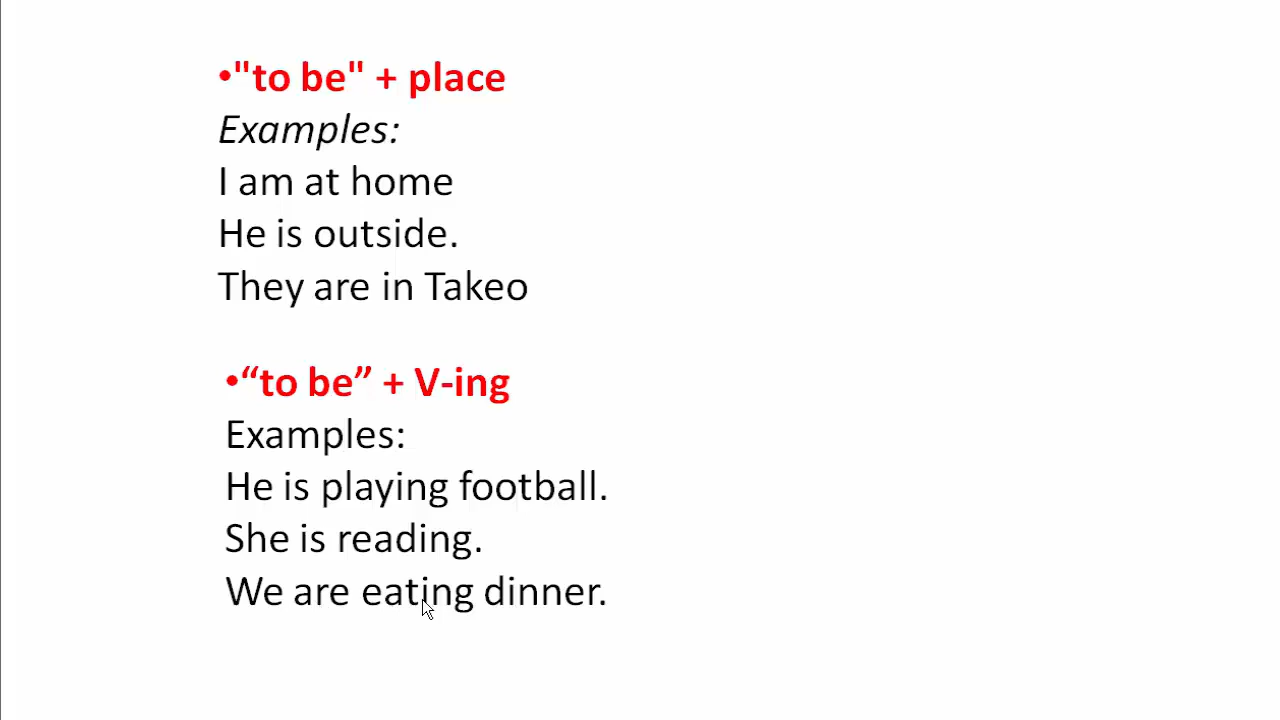 •"to be" + place
Examples:
I am at home
He is outside.
They are in Takeo
•“to be” + V-ing
Examples:
He is playing football.
She is reading.
We are eating dinner.